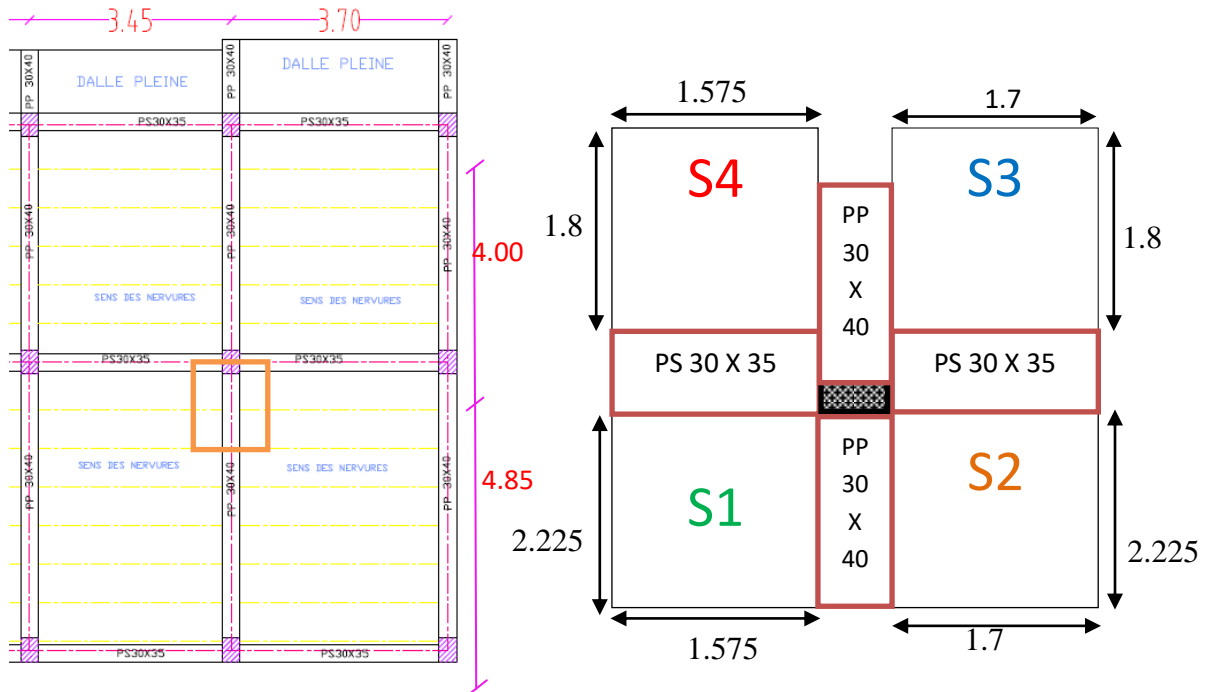 3.45
3.70
DALLE PLEINE
DALLE PLEINE
PP 30X40
PP 30X40
PP 30X40
PS30X35
PS30X35
PP 30X40
PP 30X40
PP 30X40
4.00
SENS DES NERVURES
SENS DES NERVURES
PS30X35
PS30X35
SENS DES NERVURES
SENS DES NERVURES
PP 30X40
PP 30X40
PP 30X40
4.85
PS30X35
PS30X35
1.575
1.7
S4
S3
1.8
1.8
PP
30
X
40
PS 30 X 35
PS 30 X 35
PP
30
X
40
S1
S2
2.225
2.225
1.575
1.7